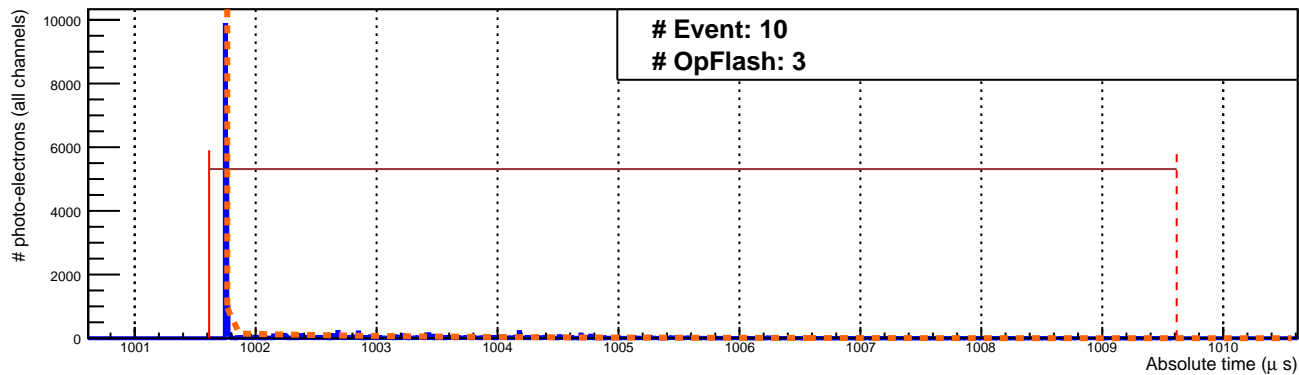 # Event: 10
# OpFlash: 3
# photo-electrons (all channels)
10000
8000
6000
4000
2000
0
1001 1002 1003 1004 1005 1006 1007 1008 1009 1010
Absolute time (μ s)